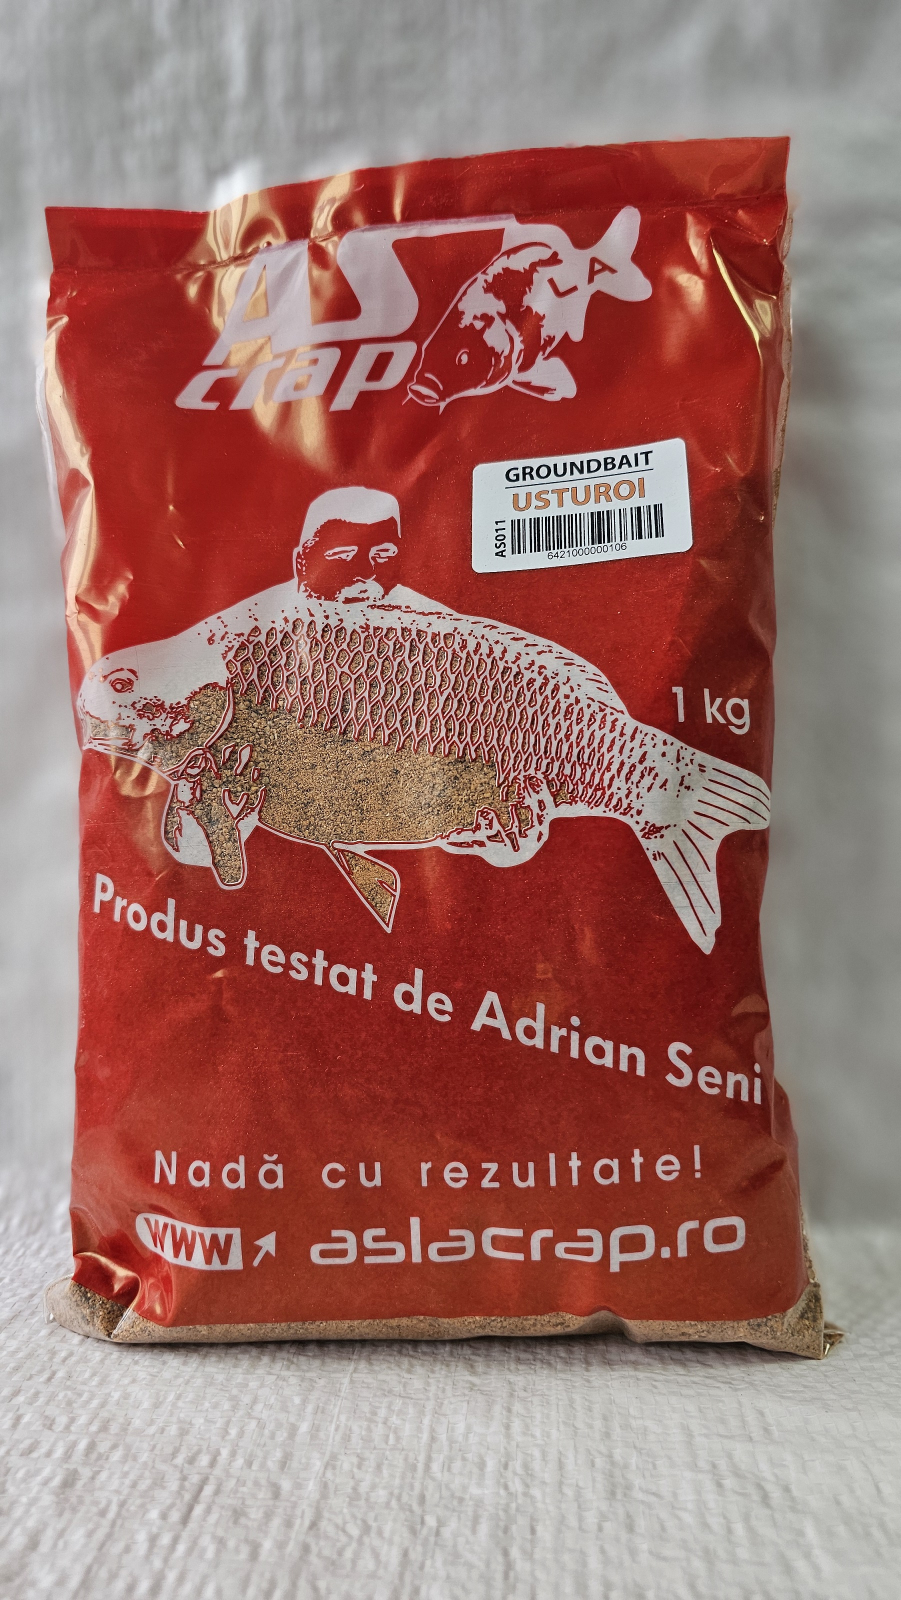 AS
LA
crap
GROUNDBAIT
USTUROI
AS011
6421000000106
1 kg
Produs testat de Adrian Seni
Nadă cu rezultate!
www aslacrap.ro